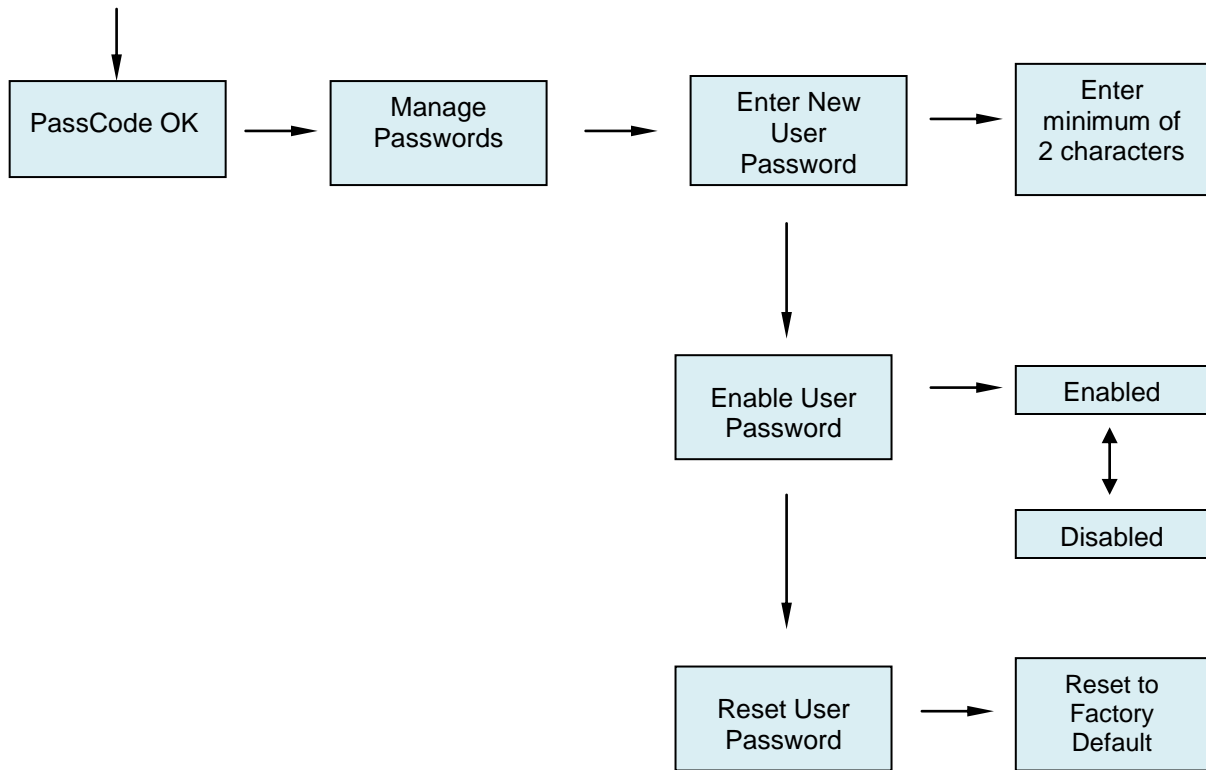 PassCode OK
Manage
Passwords
Enter New
User
Password
Enter
minimum of
2 characters
Enable User
Password
Enabled
Disabled
Reset User
Password
Reset to
Factory
Default